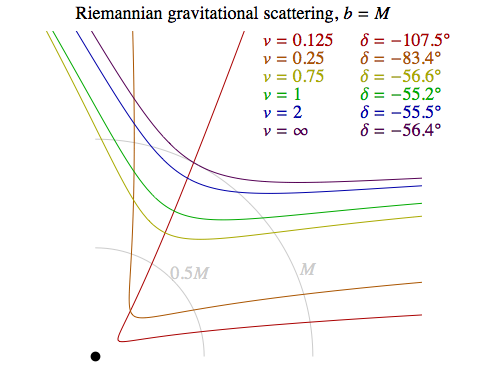 Riemannian gravitational scattering, b = M
v = 0.125 δ = −107.5°
v = 0.25 δ = −83.4°
v = 0.75 δ = −56.6°
v = 1 δ = −55.2°
v = 2 δ = −55.5°
v = ∞ δ = −56.4°
0.5M
M